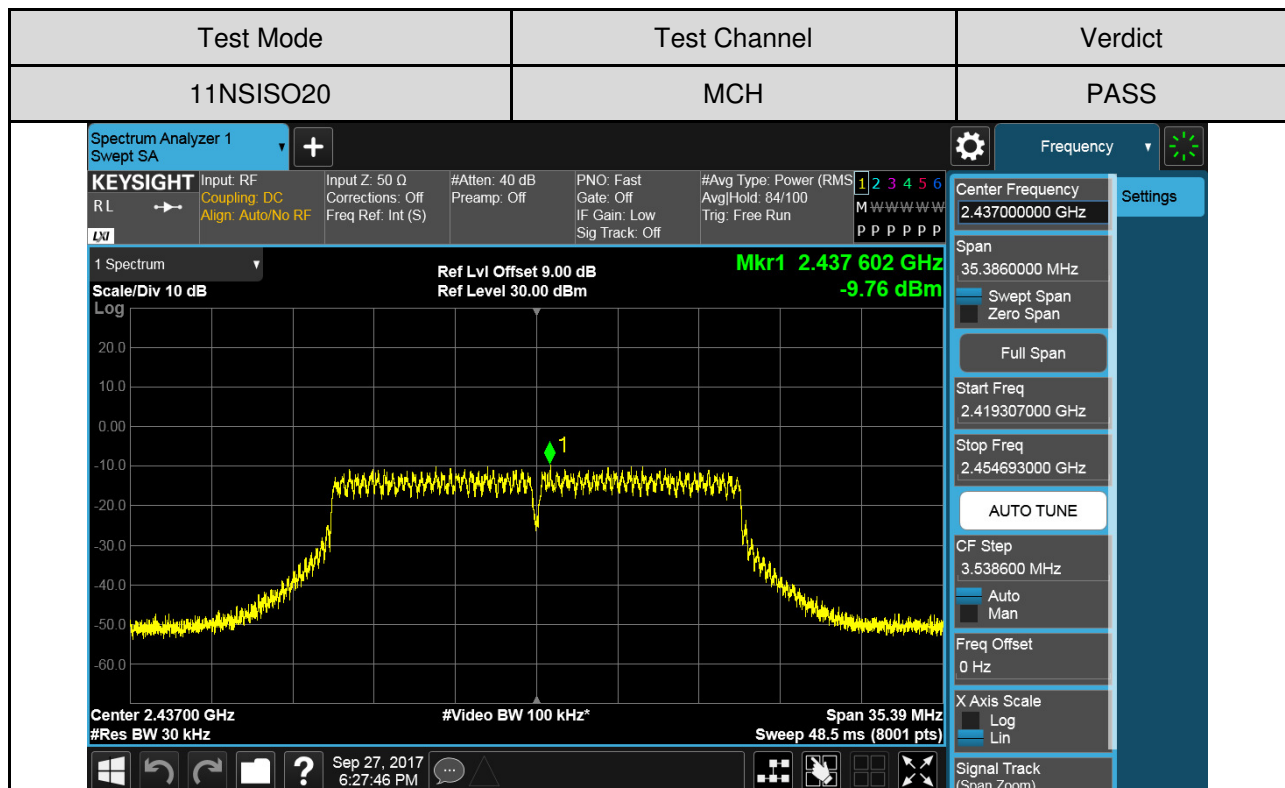 Test Mode Test Channel Verdict
11NSISO20 MCH PASS
Spectrum Analyzer 1
Swept SA
+
Frequency
KEYSIGHT
R L
LXI
Input: RF
Coupling: DC
Align: Auto/No RF
Input Z: 50 Ω
Corrections: Off
Freq Ref: Int (S)
#Atten: 40 dB
Preamp: Off
PNO: Fast
Gate: Off
IF Gain: Low
Sig Track: Off
#Avg Type: Power (RMS
Avg|Hold: 84/100
Trig: Free Run
1 2 3 4 5 6
M W W W W W
P P P P P P
1 Spectrum
Scale/Div 10 dB
Ref Lvl Offset 9.00 dB
Ref Level 30.00 dBm
Mkr1 2.437 602 GHz
-9.76 dBm
Log
20.0
10.0
0.00
1
-10.0
-20.0
-30.0
-40.0
-50.0
-60.0
Center 2.43700 GHz
#Res BW 30 kHz
#Video BW 100 kHz*
Span 35.39 MHz
Sweep 48.5 ms (8001 pts)
Sep 27, 2017
6:27:46 PM
?
Center Frequency
2.437000000 GHz
Settings
Span
35.3860000 MHz
Swept Span
Zero Span
Full Span
Start Freq
2.419307000 GHz
Stop Freq
2.454693000 GHz
AUTO TUNE
CF Step
3.538600 MHz
Auto
Man
Freq Offset
0 Hz
X Axis Scale
Log
Lin
Signal Track
(Span Zoom)